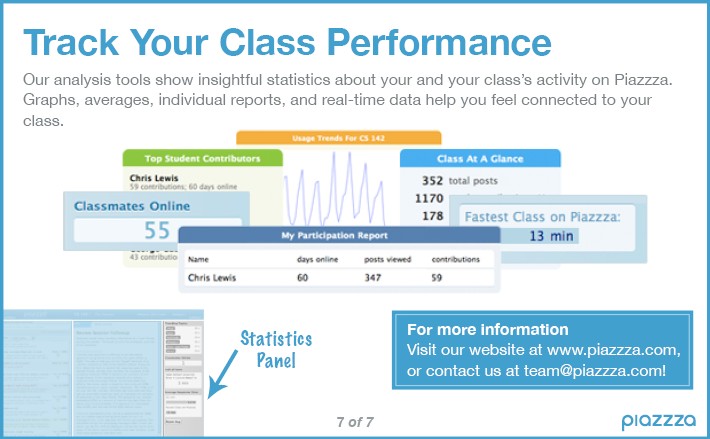 Track Your Class Performance
Our analysis tools show insightful statistics about your and your class's activity on Piazzza.
Graphs, averages, individual reports, and real-time data help you feel connected to your
class.
Usage Trends For CS 142
Top Student Contributors
Chris Lewis
59 contributions; 60 days online
43 contributio
Class At A Glance
352 total posts
1170
178
Classmates Online
55
Fastest Class on Piazzza:
13 min
My Participation Report
Name days online posts viewed contributions
Chris Lewis 60 347 59
Statistics
Panel
For more information
Visit our website at www.piazzza.com,
or contact us at team@piazzza.com!
7 of 7
piazzza